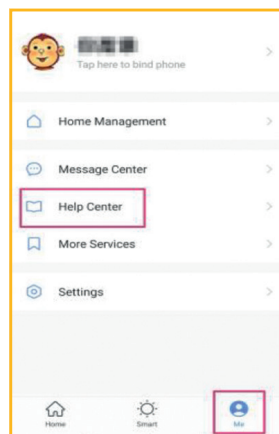 Tap here to bind phone
Home Management
Message Center
Help Center
More Services
Settings
Home Smart Me